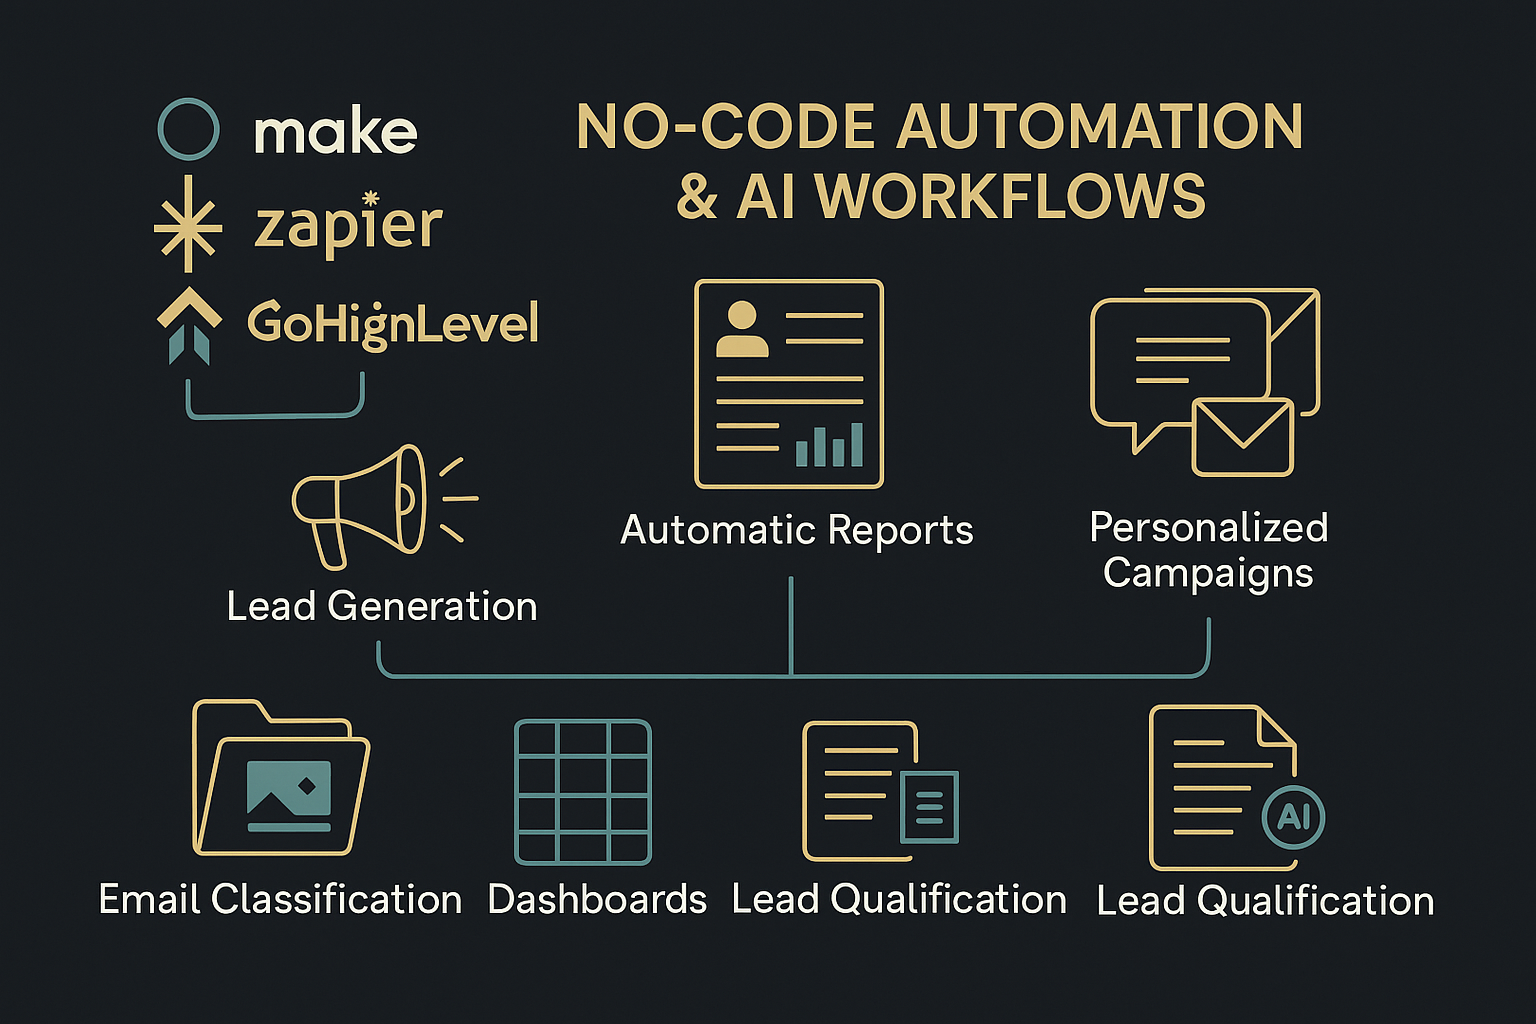 make
zapier
GoHignLevel
NO-CODE AUTOMATION
& AI WORKFLOWS
Lead Generation
Automatic Reports
Personalized
Campaigns
AI
Email Classification
Dashboards
Lead Qualification
Lead Qualification